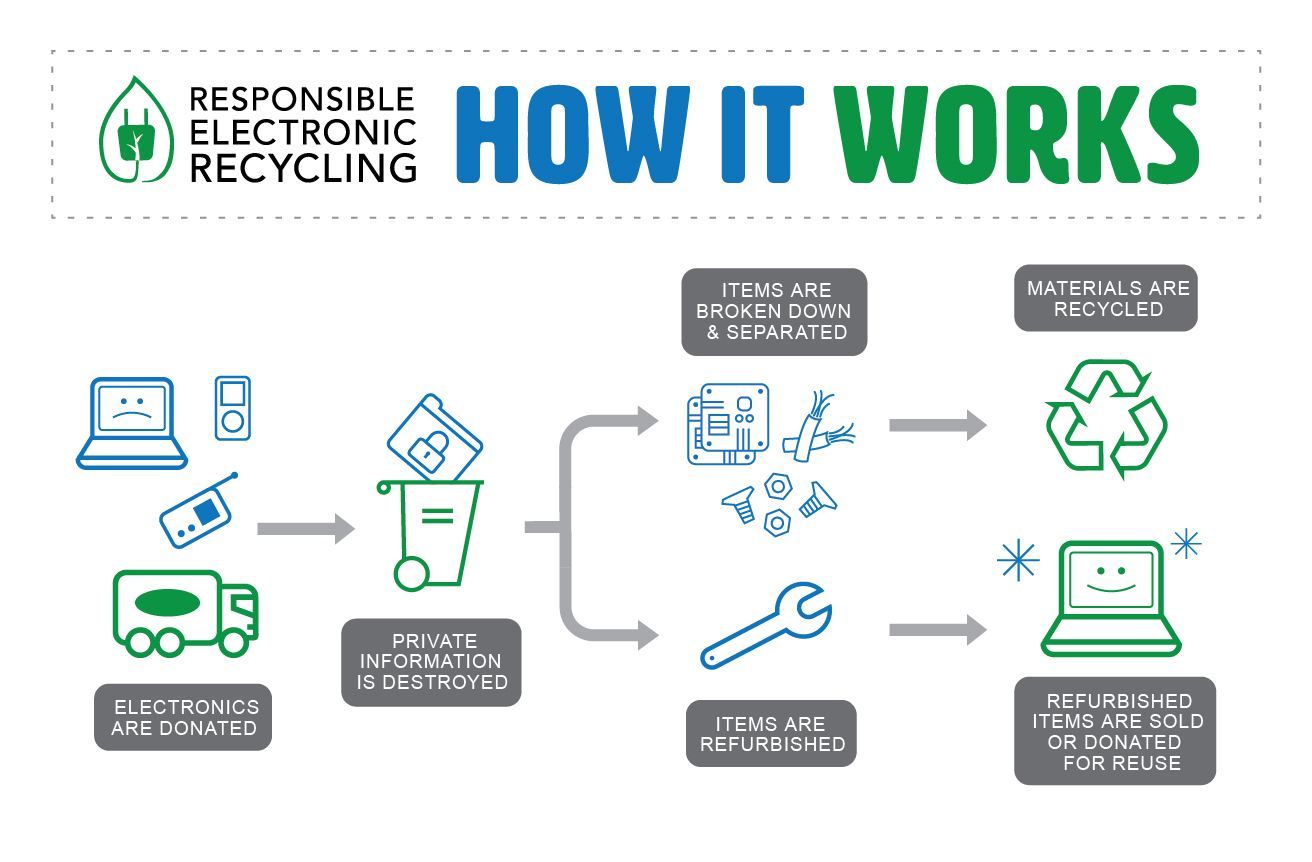 RESPONSIBLE
ELECTRONIC
RECYCLING
HOW IT WORKS
ELECTRONICS
ARE DONATED
PRIVATE
INFORMATION
IS DESTROYED
ITEMS ARE
BROKEN DOWN
& SEPARATED
MATERIALS ARE
RECYCLED
ITEMS ARE
REFURBISHED
REFURBISHED
ITEMS ARE SOLD
OR DONATED
FOR REUSE